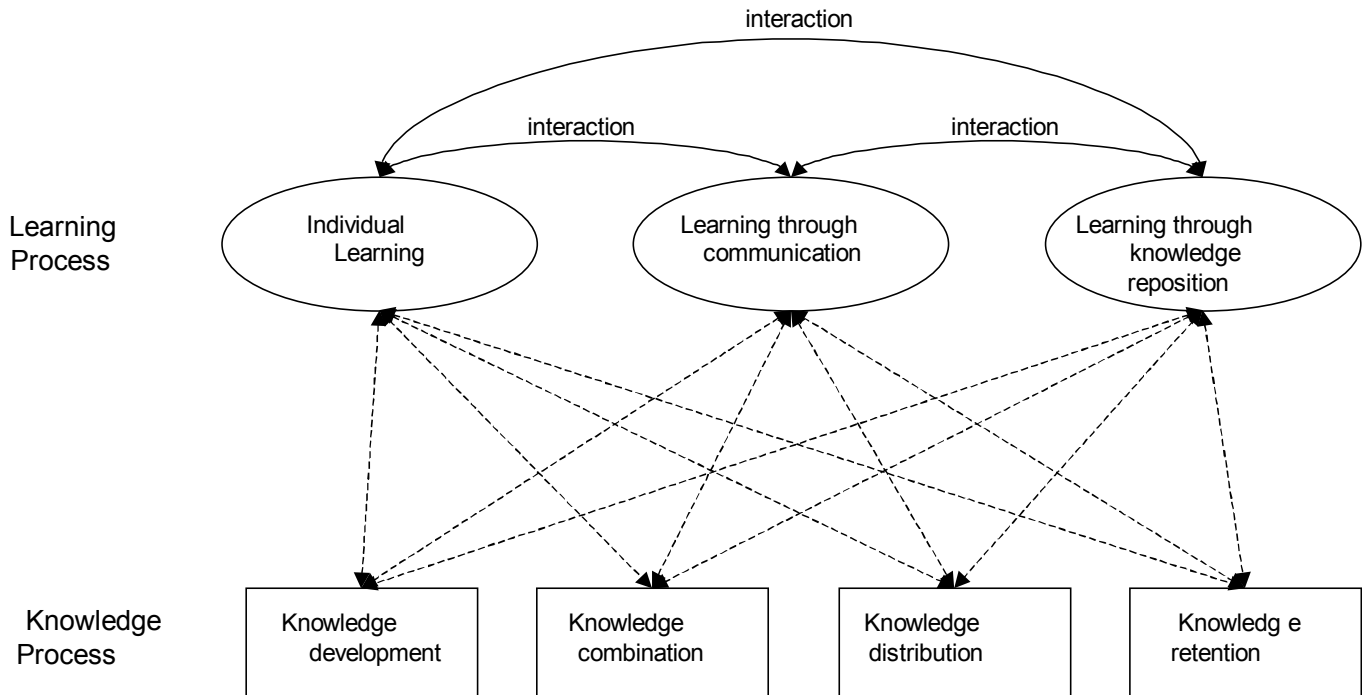 interaction
interaction
interaction
Learning
Process
Individual
Learning
Learning through
communication
Learning through
knowledge
reposition
Knowledge
Process
Knowledge
development
Knowledge
combination
Knowledge
distribution
Knowledg e
retention